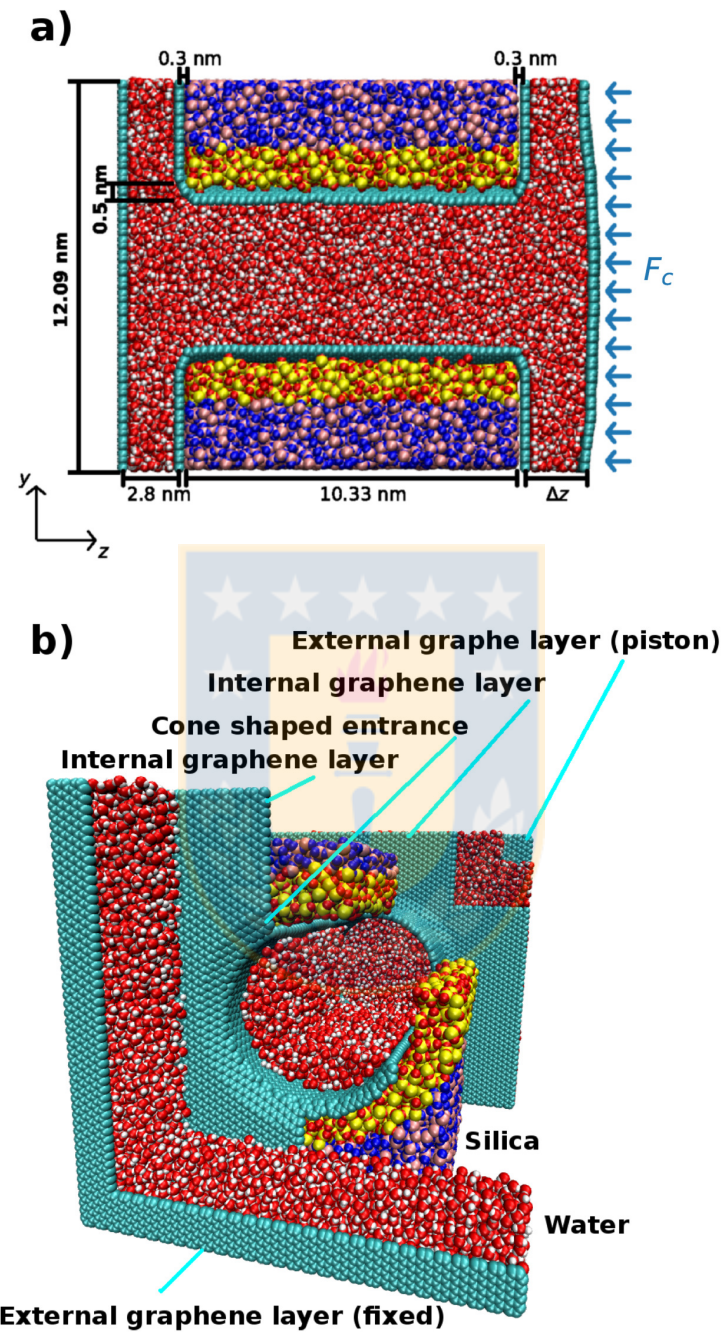 a)
0.3 nm
0.3 nm
0.5 nm
12.09 nm
Fc
y
2.8 nm
10.33 nm
Δz
z
b)
External graphe layer (piston)
Internal graphene layer
Cone shaped entrance
Internal graphene layer
Silica
Water
External graphene layer (fixed)